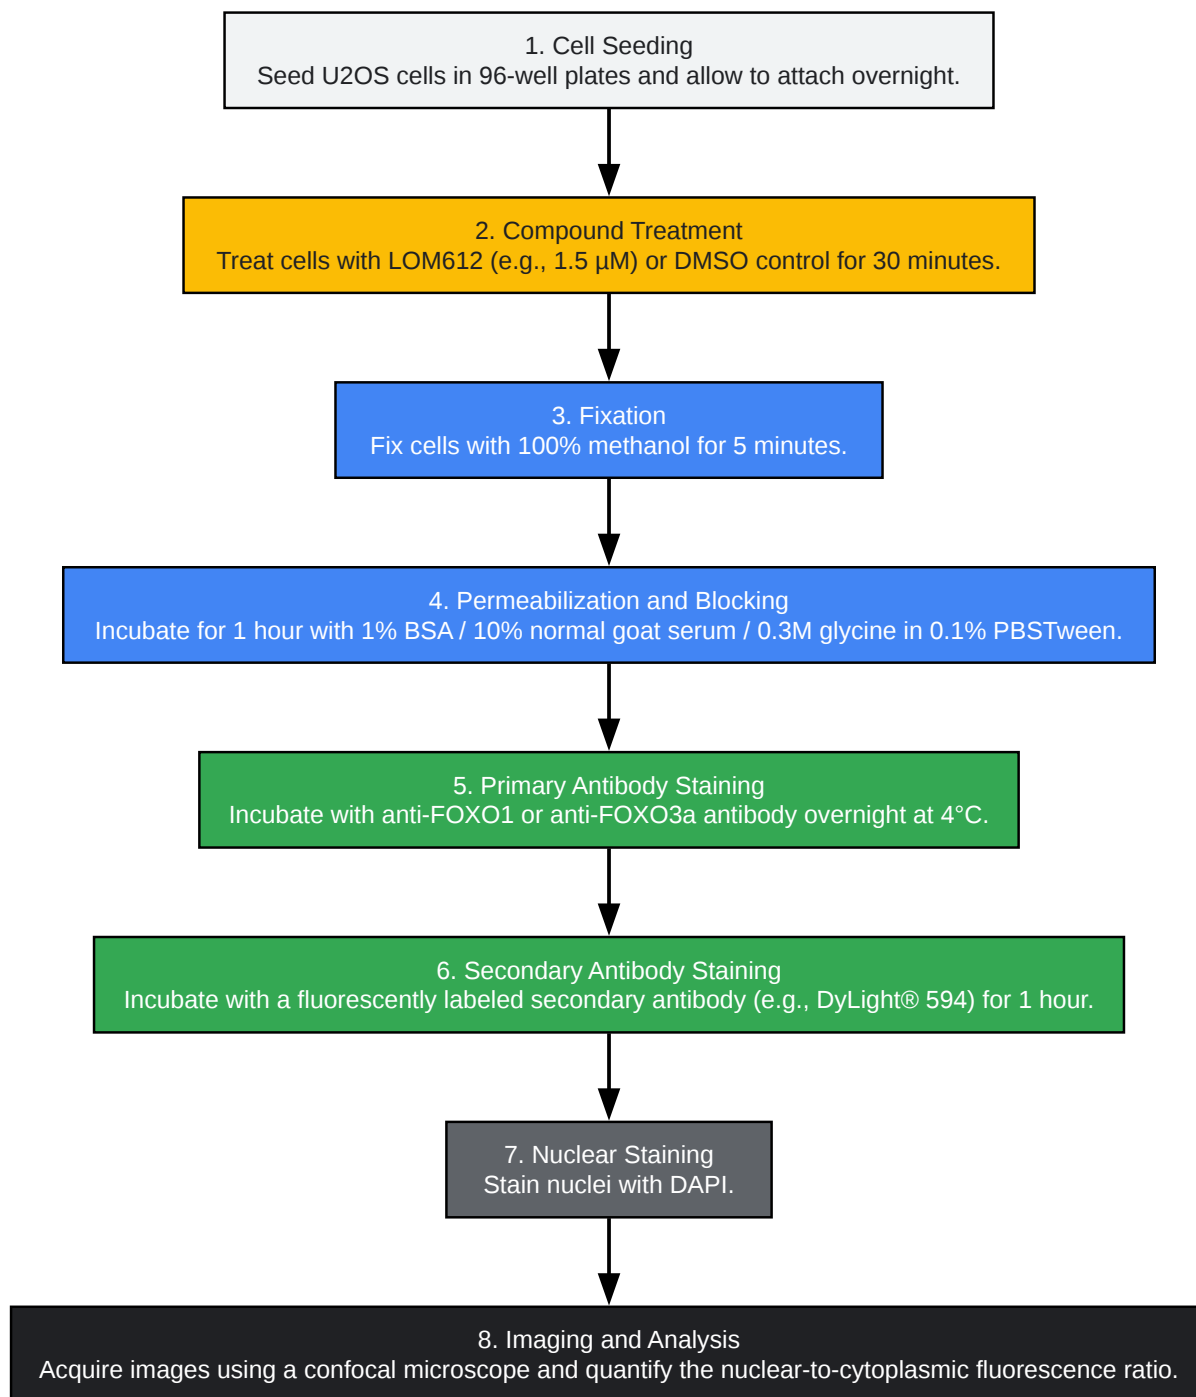 1. Cell Seeding
Seed U2OS cells in 96-well plates and allow to attach overnight.
2. Compound Treatment
Treat cells with LOM612 (e.g., 1.5 µM) or DMSO control for 30 minutes.
3. Fixation
Fix cells with 100% methanol for 5 minutes.
4. Permeabilization and Blocking
Incubate for 1 hour with 1% BSA / 10% normal goat serum / 0.3M glycine in 0.1% PBSTween.
5. Primary Antibody Staining
Incubate with anti-FOXO1 or anti-FOXO3a antibody overnight at 4°C.
6. Secondary Antibody Staining
Incubate with a fluorescently labeled secondary antibody (e.g., DyLight® 594) for 1 hour.
7. Nuclear Staining
Stain nuclei with DAPI.
8. Imaging and Analysis
Acquire images using a confocal microscope and quantify the nuclear-to-cytoplasmic fluorescence ratio.